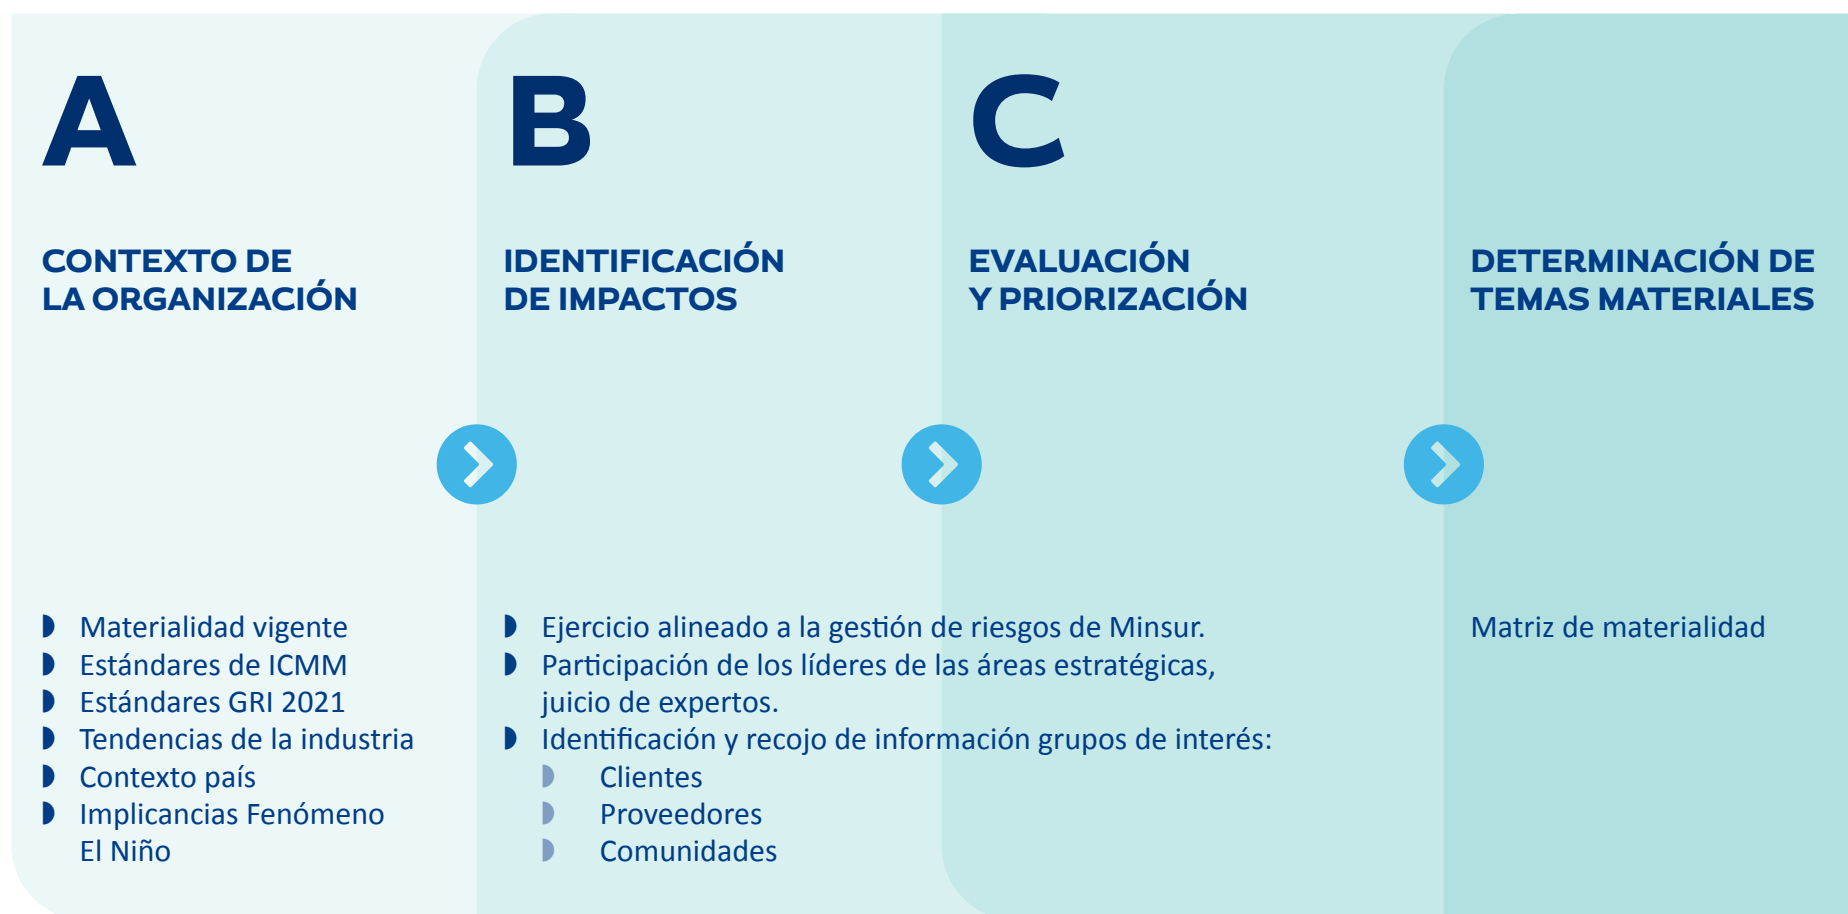 A
CONTEXTO DE
LA ORGANIZACIÓN
Materialidad vigente
Estándares de ICMM
Estándares GRI 2021
Tendencias de la industria
Contexto país
Implicancias Fenómeno
El Niño
B
IDENTIFICACIÓN
DE IMPACTOS
C
EVALUACIÓN
Y PRIORIZACIÓN
Ejercicio alineado a la gestión de riesgos de Minsur.
Participación de los líderes de las áreas estratégicas,
juicio de expertos.
Identificación y recojo de información grupos de interés:
Clientes
Proveedores
Comunidades
DETERMINACIÓN DE
TEMAS MATERIALES
Matriz de materialidad